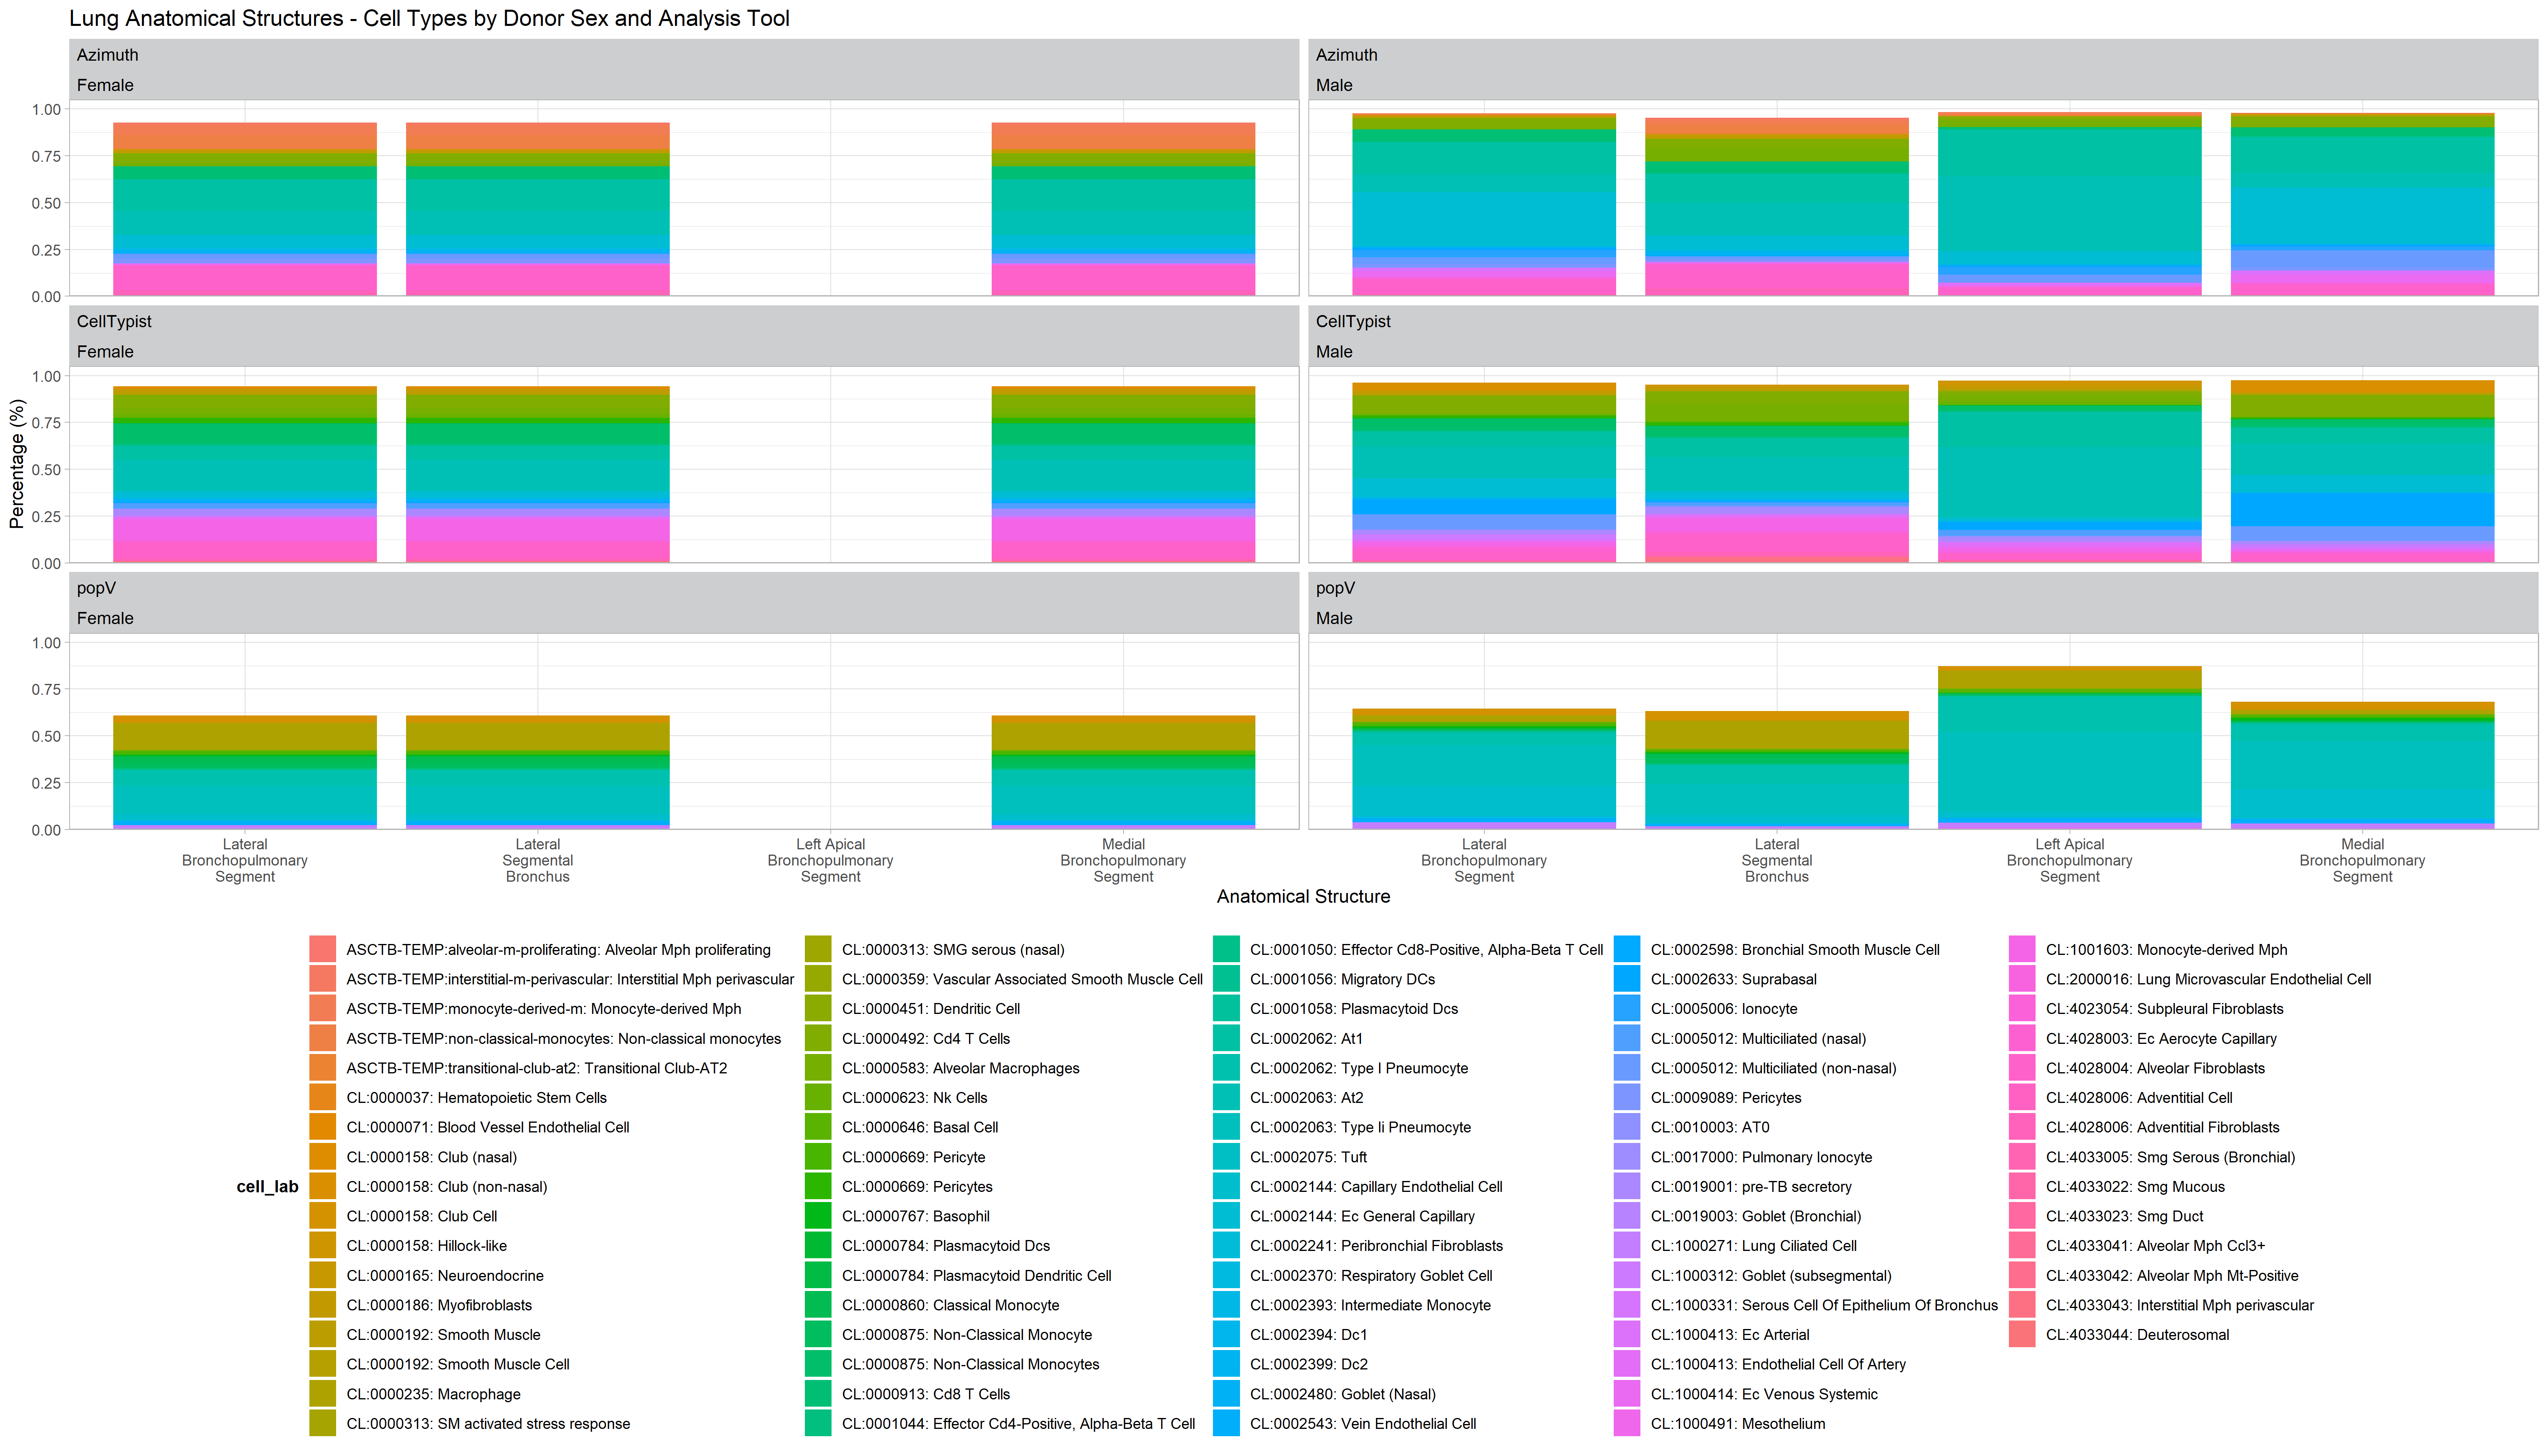 Lung Anatomical Structures - Cell Types by Donor Sex and Analysis Tool
Azimuth
Female
Azimuth
Male
1.00
0.75
0.50
0.25
0.00
CellTypist
Female
CellTypist
Male
1.00
0.75
0.50
0.25
0.00
popV
Female
popV
Male
1.00
0.75
0.50
0.25
0.00
Percentage (%)
Lateral
Bronchopulmonary
Segment
Lateral
Segmental
Bronchus
Left Apical
Bronchopulmonary
Segment
Medial
Bronchopulmonary
Segment
Lateral
Bronchopulmonary
Segment
Lateral
Segmental
Bronchus
Left Apical
Bronchopulmonary
Segment
Medial
Bronchopulmonary
Segment
Anatomical Structure
cell_lab
ASCTB-TEMP:alveolar-m-proliferating: Alveolar Mph proliferating
ASCTB-TEMP:interstitial-m-perivascular: Interstitial Mph perivascular
ASCTB-TEMP:monocyte-derived-m: Monocyte-derived Mph
ASCTB-TEMP:non-classical-monocytes: Non-classical monocytes
ASCTB-TEMP:transitional-club-at2: Transitional Club-AT2
CL:0000037: Hematopoietic Stem Cells
CL:0000071: Blood Vessel Endothelial Cell
CL:0000158: Club (nasal)
CL:0000158: Club (non-nasal)
CL:0000158: Club Cell
CL:0000158: Hillock-like
CL:0000165: Neuroendocrine
CL:0000186: Myofibroblasts
CL:0000192: Smooth Muscle
CL:0000192: Smooth Muscle Cell
CL:0000235: Macrophage
CL:0000313: SM activated stress response
CL:0000313: SMG serous (nasal)
CL:0000359: Vascular Associated Smooth Muscle Cell
CL:0000451: Dendritic Cell
CL:0000492: Cd4 T Cells
CL:0000583: Alveolar Macrophages
CL:0000623: Nk Cells
CL:0000646: Basal Cell
CL:0000669: Pericyte
CL:0000669: Pericytes
CL:0000767: Basophil
CL:0000784: Plasmacytoid Dcs
CL:0000784: Plasmacytoid Dendritic Cell
CL:0000860: Classical Monocyte
CL:0000875: Non-Classical Monocyte
CL:0000875: Non-Classical Monocytes
CL:0000913: Cd8 T Cells
CL:0001044: Effector Cd4-Positive, Alpha-Beta T Cell
CL:0001050: Effector Cd8-Positive, Alpha-Beta T Cell
CL:0001056: Migratory DCs
CL:0001058: Plasmacytoid Dcs
CL:0002062: At1
CL:0002062: Type I Pneumocyte
CL:0002063: At2
CL:0002063: Type Ii Pneumocyte
CL:0002075: Tuft
CL:0002144: Capillary Endothelial Cell
CL:0002144: Ec General Capillary
CL:0002241: Peribronchial Fibroblasts
CL:0002370: Respiratory Goblet Cell
CL:0002393: Intermediate Monocyte
CL:0002394: Dc1
CL:0002399: Dc2
CL:0002480: Goblet (Nasal)
CL:0002543: Vein Endothelial Cell
CL:0002598: Bronchial Smooth Muscle Cell
CL:0002633: Suprabasal
CL:0005006: Ionocyte
CL:0005012: Multiciliated (nasal)
CL:0005012: Multiciliated (non-nasal)
CL:0009089: Pericytes
CL:0010003: AT0
CL:0017000: Pulmonary Ionocyte
CL:0019001: pre-TB secretory
CL:0019003: Goblet (Bronchial)
CL:1000271: Lung Ciliated Cell
CL:1000312: Goblet (subsegmental)
CL:1000331: Serous Cell Of Epithelium Of Bronchus
CL:1000413: Ec Arterial
CL:1000413: Endothelial Cell Of Artery
CL:1000414: Ec Venous Systemic
CL:1000491: Mesothelium
CL:1001603: Monocyte-derived Mph
CL:2000016: Lung Microvascular Endothelial Cell
CL:4023054: Subpleural Fibroblasts
CL:4028003: Ec Aerocyte Capillary
CL:4028004: Alveolar Fibroblasts
CL:4028006: Adventitial Cell
CL:4028006: Adventitial Fibroblasts
CL:4033005: Smg Serous (Bronchial)
CL:4033022: Smg Mucous
CL:4033023: Smg Duct
CL:4033041: Alveolar Mph Ccl3+
CL:4033042: Alveolar Mph Mt-Positive
CL:4033043: Interstitial Mph perivascular
CL:4033044: Deuterosomal